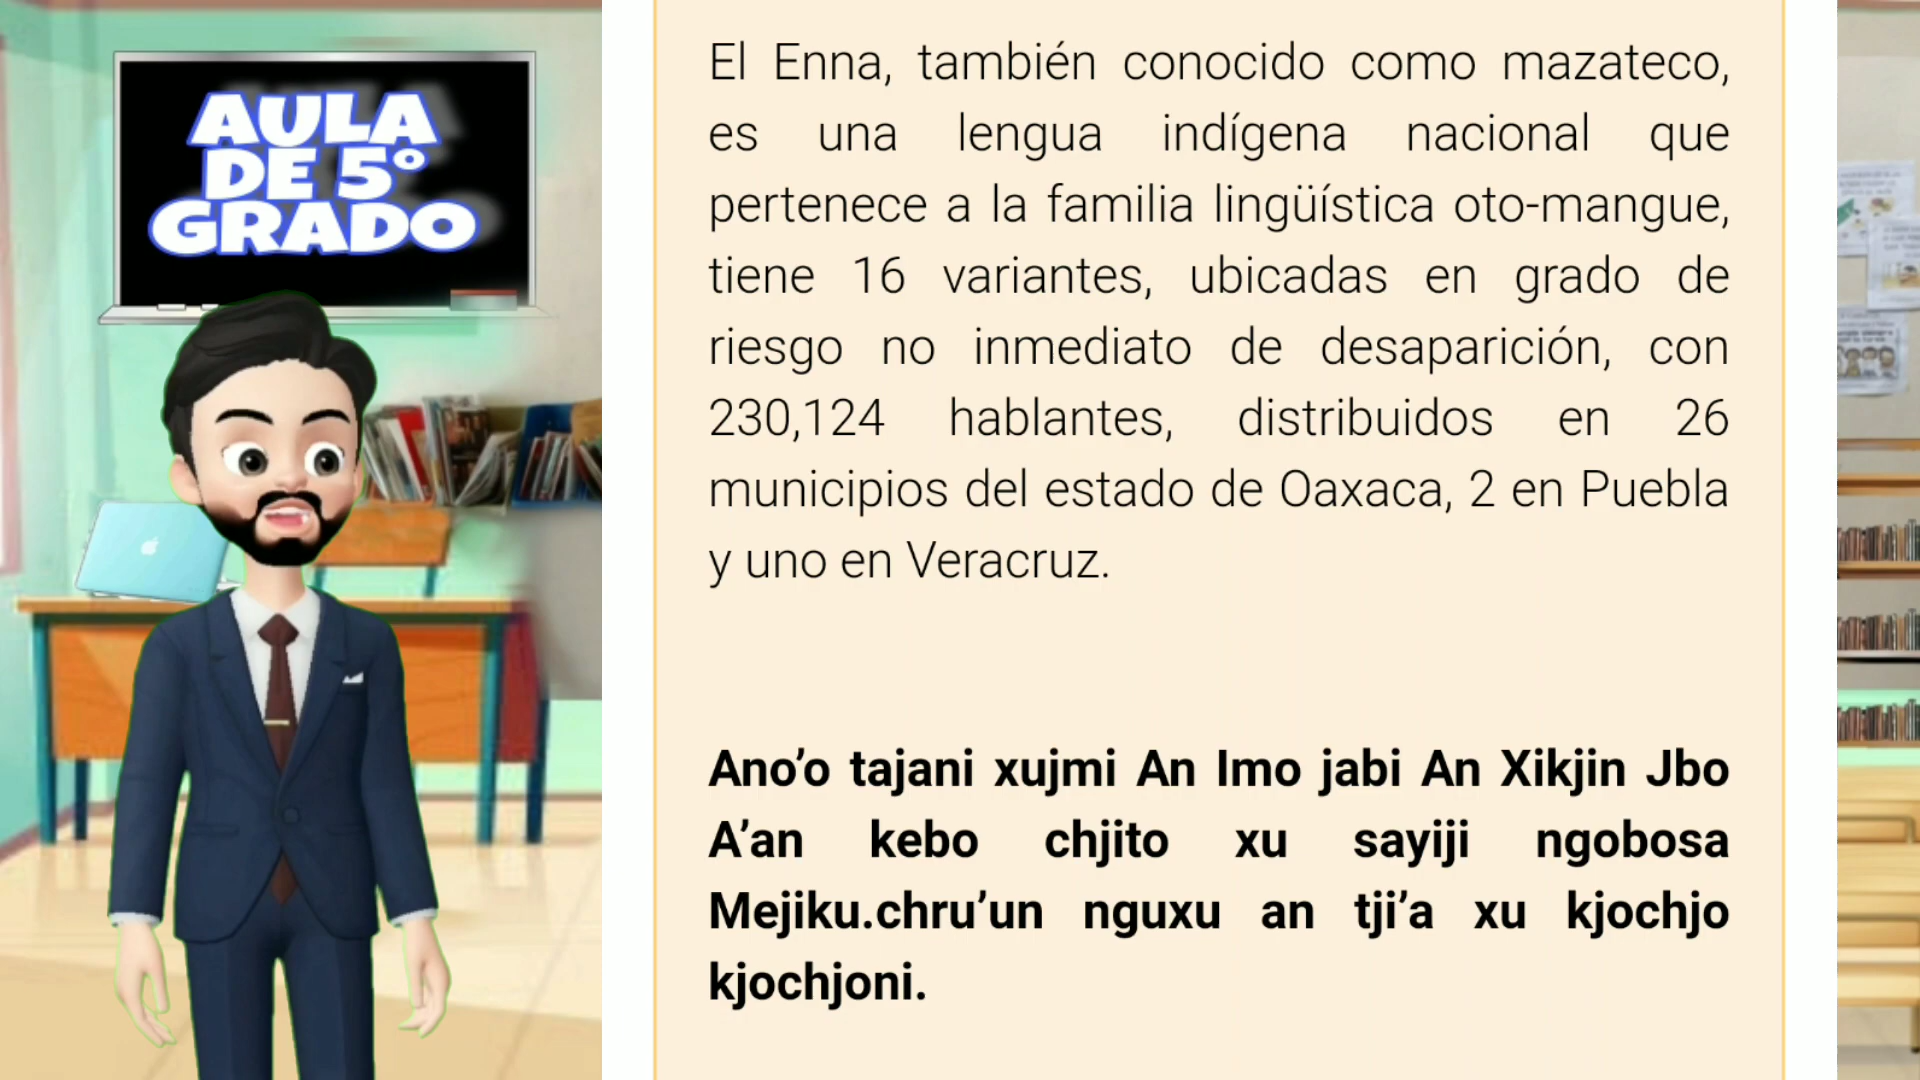 AULA
DE 5°
GRADO
El Enna, también conocido como mazateco,
es una lengua indígena nacional que
pertenece a la familia lingüística oto-mangue,
tiene 16 variantes, ubicadas en grado de
riesgo no inmediato de desaparición, con
230,124 hablantes, distribuidos en 26
municipios del estado de Oaxaca, 2 en Puebla
y uno en Veracruz.
Ano’o tajani xujmi An Imo jabi An Xikjin Jbo
A’an kebo chjito xu sayiji ngobosa
Mejiku.chru’un nguxu an tji’a xu kjochjo
kjochjoni.